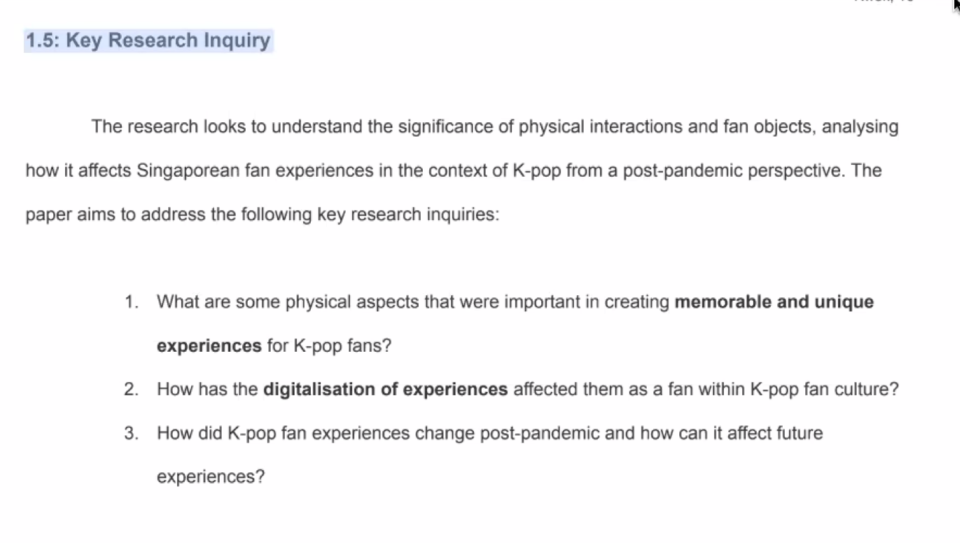 1.5: Key Research Inquiry
The research looks to understand the significance of physical interactions and fan objects, analysing
how it affects Singaporean fan experiences in the context of K-pop from a post-pandemic perspective. The
paper aims to address the following key research inquiries:
1. What are some physical aspects that were important in creating memorable and unique
experiences for K-pop fans?
2. How has the digitalisation of experiences affected them as a fan within K-pop fan culture?
3. How did K-pop fan experiences change post-pandemic and how can it affect future
experiences?